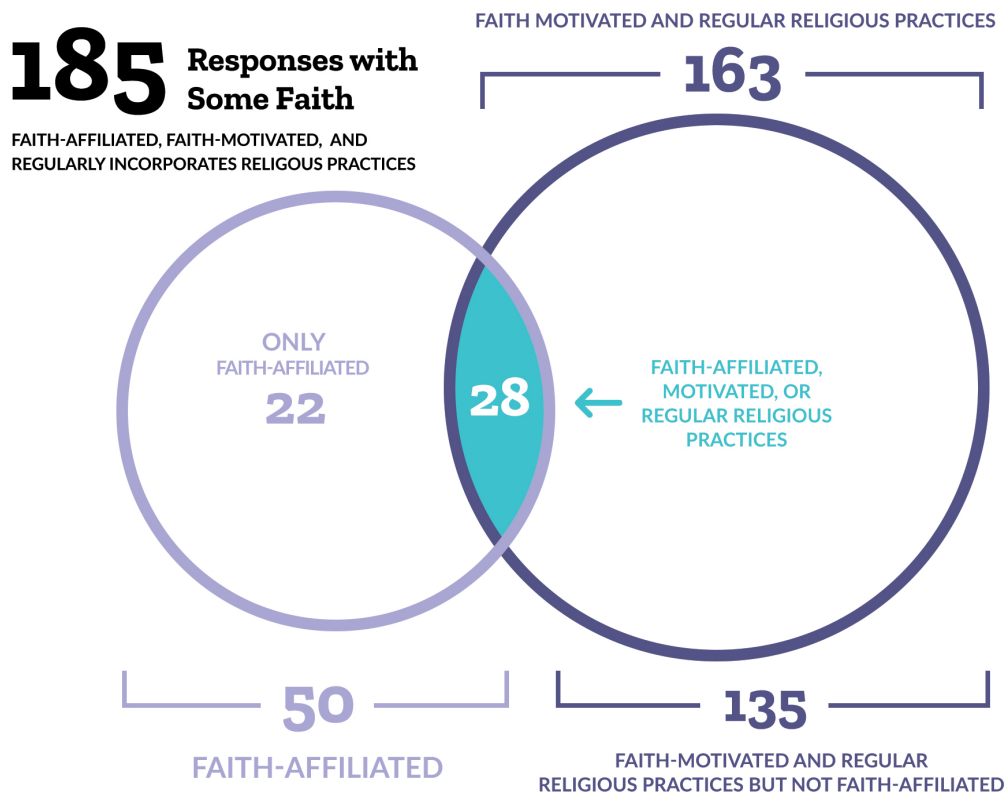 185 Responses with
Some Faith
FAITH-AFFILIATED, FAITH-MOTIVATED, AND
REGULARLY INCORPORATES RELIGOUS PRACTICES
FAITH MOTIVATED AND REGULAR RELIGIOUS PRACTICES
163
ONLY
FAITH-AFFILIATED
22
28
FAITH-AFFILIATED,
MOTIVATED, OR
REGULAR RELIGIOUS
PRACTICES
50
FAITH-AFFILIATED
135
FAITH-MOTIVATED AND REGULAR
RELIGIOUS PRACTICES BUT NOT FAITH-AFFILIATED